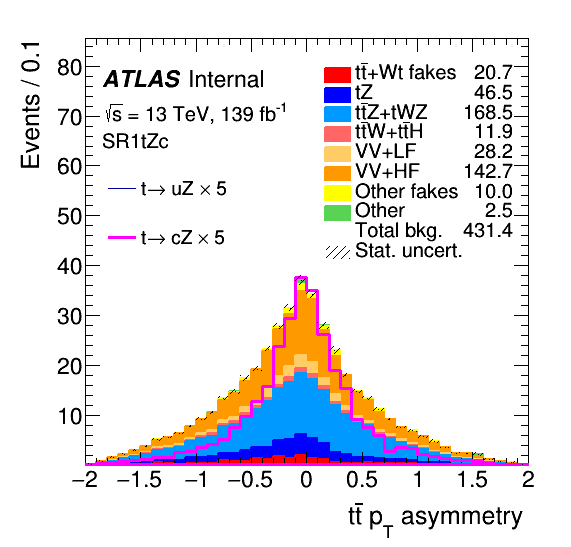 Events / 0.1
80
70
60
50
40
30
20
10
ATLAS Internal
√s = 13 TeV, 139 fb⁻¹
SR1tZc
t→ uZ × 5
t→ cZ × 5
tt̄+Wt fakes 20.7
tZ 46.5
tt̄Z+tWZ 168.5
tt̄W+tt̄H 11.9
VV+LF 28.2
VV+HF 142.7
Other fakes 10.0
Other 2.5
Total bkg. 431.4
Stat. uncert.
−2 −1.5 −1 −0.5 0 0.5 1 1.5 2
tt̄ p_T asymmetry